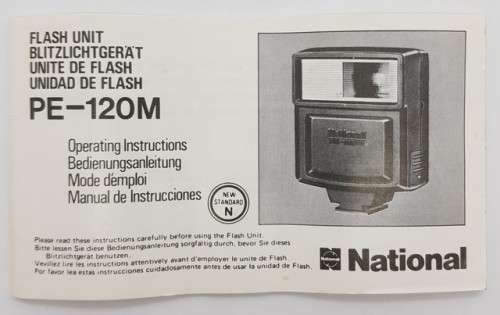 FLASH UNIT
BLITZLICHTGERÄT
UNITE DE FLASH
UNIDAD DE FLASH
PE-120M
Operating Instructions
Bedienungsanleitung
Mode d'emploi
Manual de Instrucciones
NEW
STANDARD
N
National
Please read these instructions carefully before using the Flash Unit.
Bitte lessen Sie diese Bedienungsanleitung sorgfältig durch, bevor Sie dieses
Blitzlichtgerät benutzen.
Veuillez lire les instructions attentively avant d'employer le unite de Flash.
Por favor lea estas instrucciones cuidadosamente antes de usar la unidad de Flash.
National